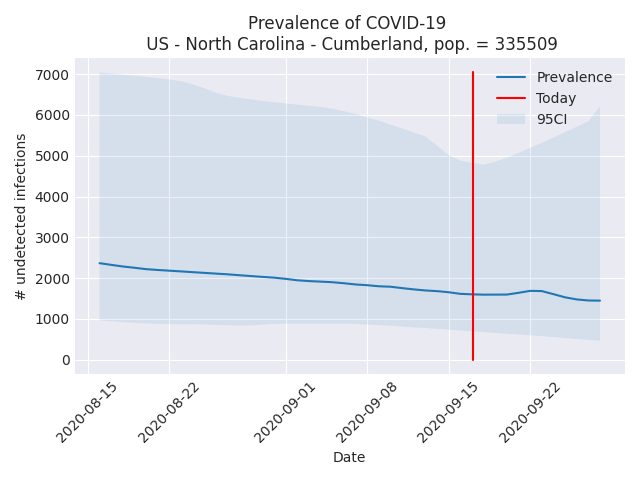 Prevalence of COVID-19
US - North Carolina - Cumberland, pop. = 335509
7000
6000
5000
4000
3000
2000
1000
0
# undetected infections
Prevalence
Today
95CI
2020-08-15
2020-08-22
2020-09-01
2020-09-08
2020-09-15
2020-09-22
Date